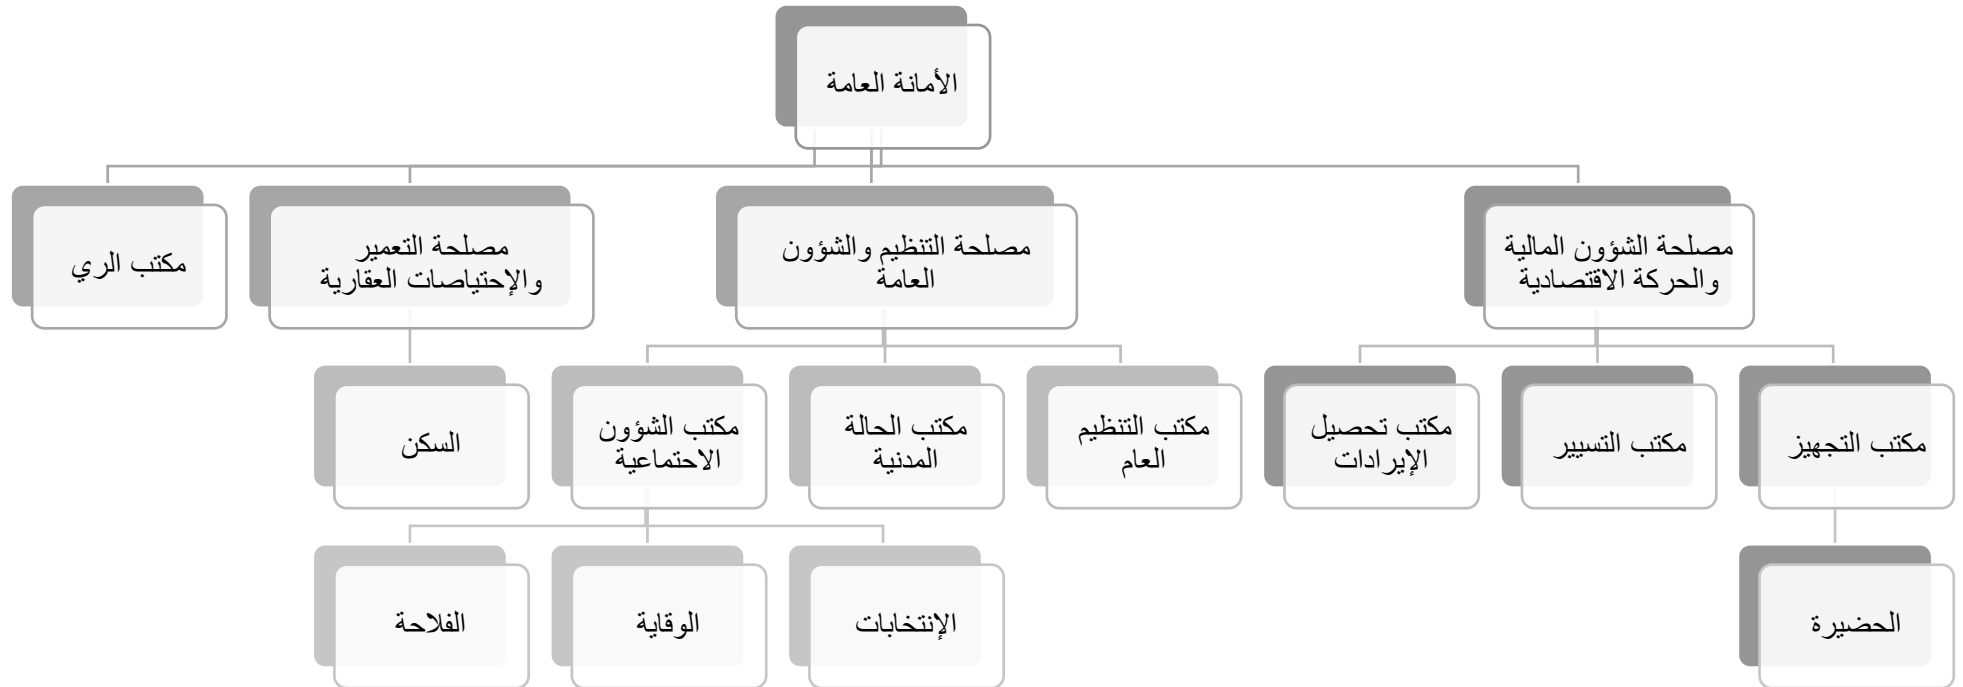 الأمانة العامة
مصلحة الشؤون المالية
والحركة الاقتصادية
مصلحة التنظيم والشؤون
العامة
مصلحة التعمير
والإحتياصات العقارية
مكتب الري
مكتب التجهيز
مكتب التسيير
مكتب تحصيل
الإيرادات
مكتب التنظيم
العام
مكتب الحالة
المدنية
مكتب الشؤون
الاجتماعية
السكن
الحضيرة
الإنتخابات
الوقاية
الفلاحة